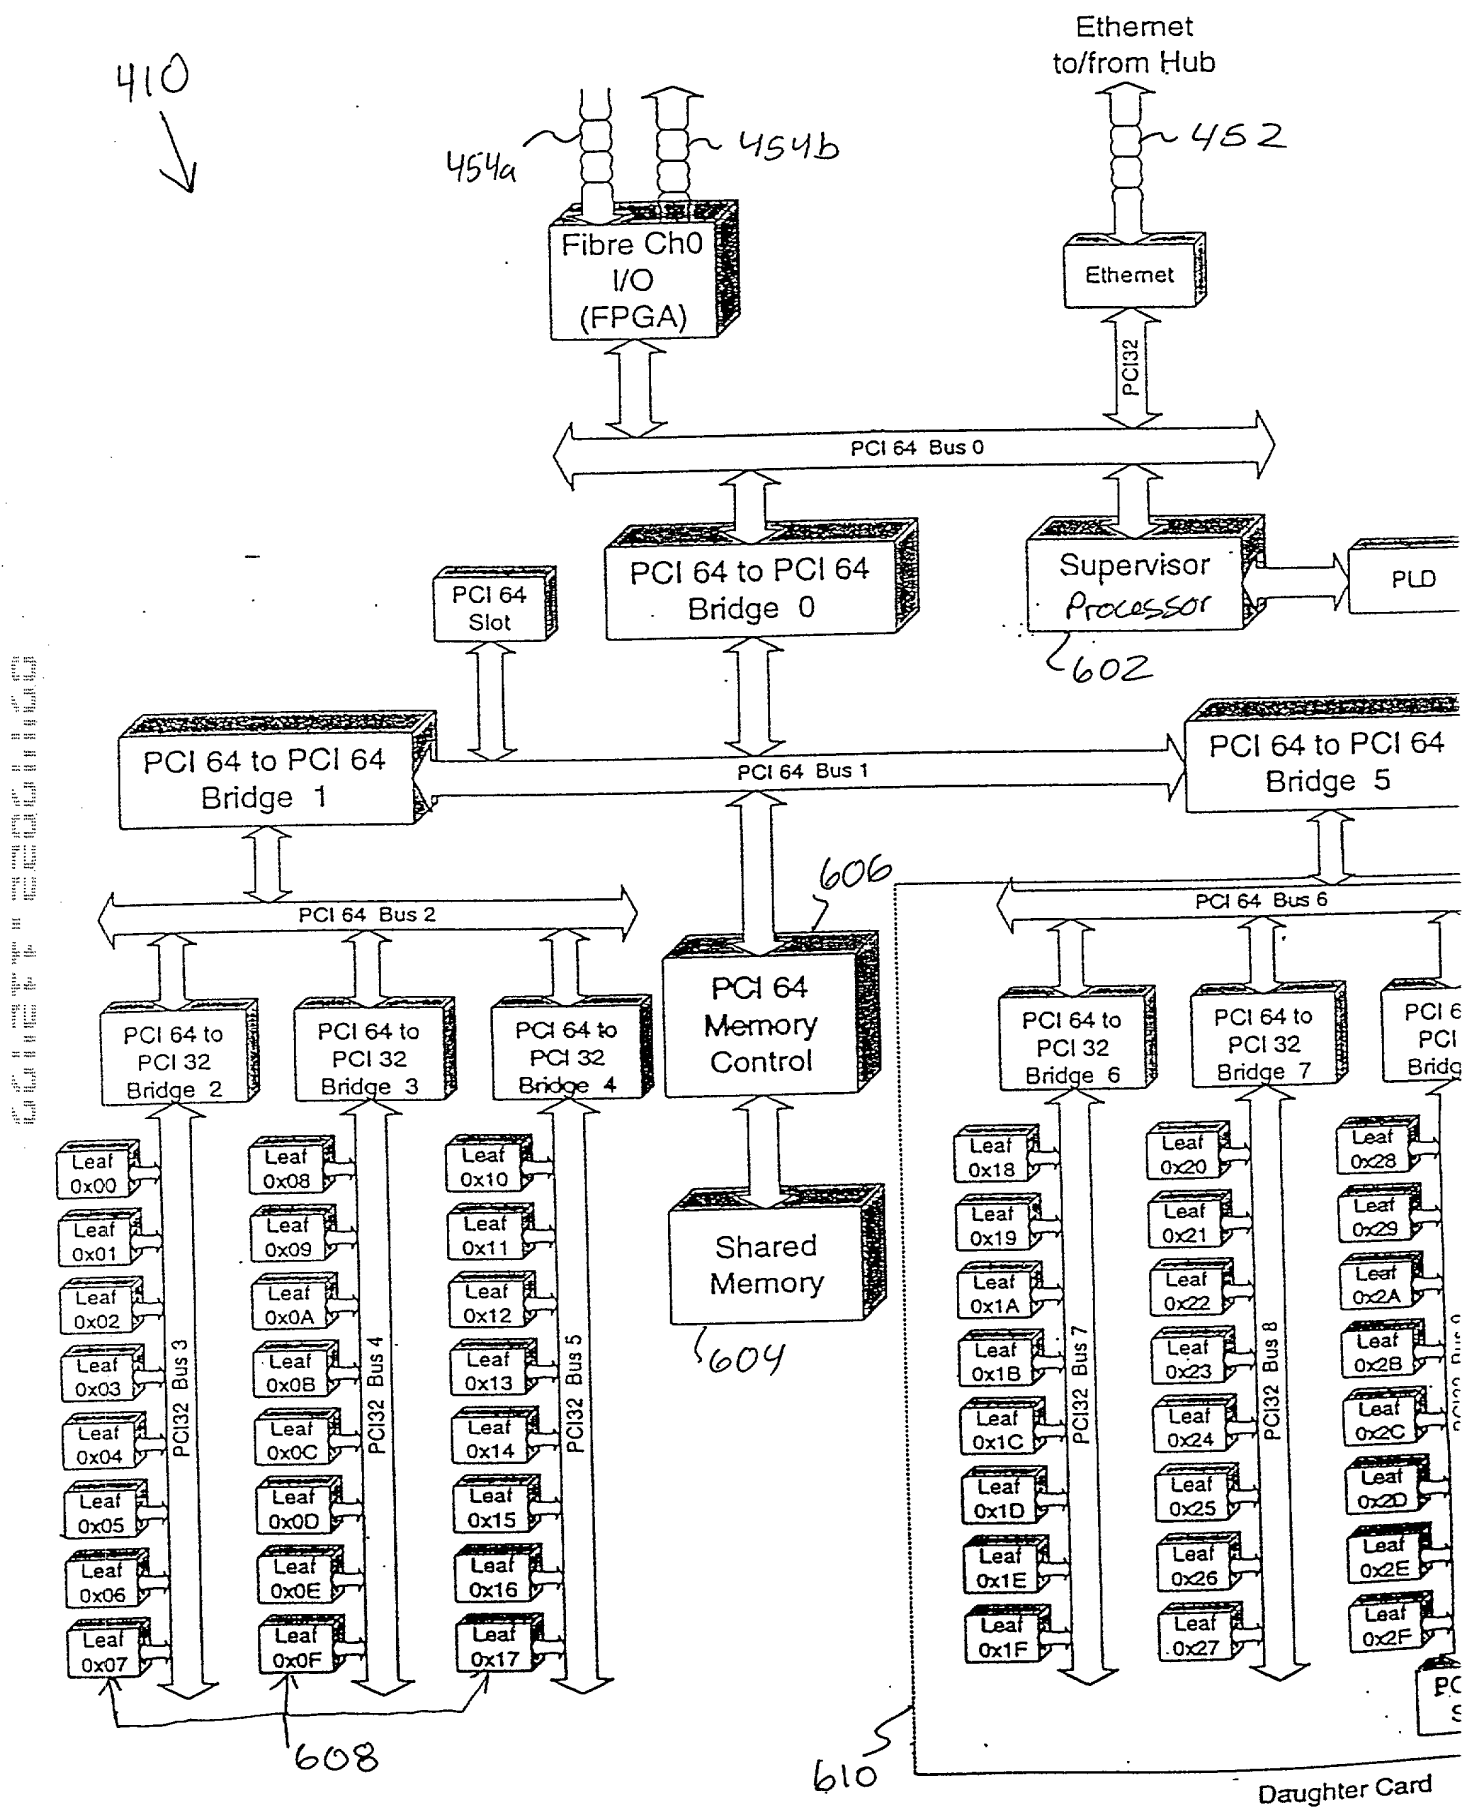 Ethernet
to/from Hub
410
454a
454b
452
Fibre Ch0
I/O
(FPGA)
Ethernet
PCI32
PCI 64 Bus 0
PCI 64 to PCI 64
Bridge 0
Supervisor
Processor
PLD
602
PCI 64
Slot
PCI 64 to PCI 64
Bridge 1
PCI 64 Bus 1
PCI 64 to PCI 64
Bridge 5
606
PCI 64 Bus 2
PCI 64 Bus 6
PCI 64 to
PCI 32
Bridge 2
PCI 64 to
PCI 32
Bridge 3
PCI 64 to
PCI 32
Bridge 4
PCI 64
Memory
Control
PCI 64 to
PCI 32
Bridge 6
PCI 64 to
PCI 32
Bridge 7
PCI 6
PCI
Bridg
Leaf
0x00
Leaf
0x01
Leaf
0x02
Leaf
0x03
Leaf
0x04
Leaf
0x05
Leaf
0x06
Leaf
0x07
PCI32 Bus 3
Leaf
0x08
Leaf
0x09
Leaf
0x0A
Leaf
0x0B
Leaf
0x0C
Leaf
0x0D
Leaf
0x0E
Leaf
0x0F
PCI32 Bus 4
Leaf
0x10
Leaf
0x11
Leaf
0x12
Leaf
0x13
Leaf
0x14
Leaf
0x15
Leaf
0x16
Leaf
0x17
PCI32 Bus 5
Shared
Memory
604
Leaf
0x18
Leaf
0x19
Leaf
0x1A
Leaf
0x1B
Leaf
0x1C
Leaf
0x1D
Leaf
0x1E
Leaf
0x1F
PCI32 Bus 7
Leaf
0x20
Leaf
0x21
Leaf
0x22
Leaf
0x23
Leaf
0x24
Leaf
0x25
Leaf
0x26
Leaf
0x27
PCI32 Bus 8
Leaf
0x28
Leaf
0x29
Leaf
0x2A
Leaf
0x2B
Leaf
0x2C
Leaf
0x2D
Leaf
0x2E
Leaf
0x2F
PCI32 Bus 9
PC
S
608
610
Daughter Card